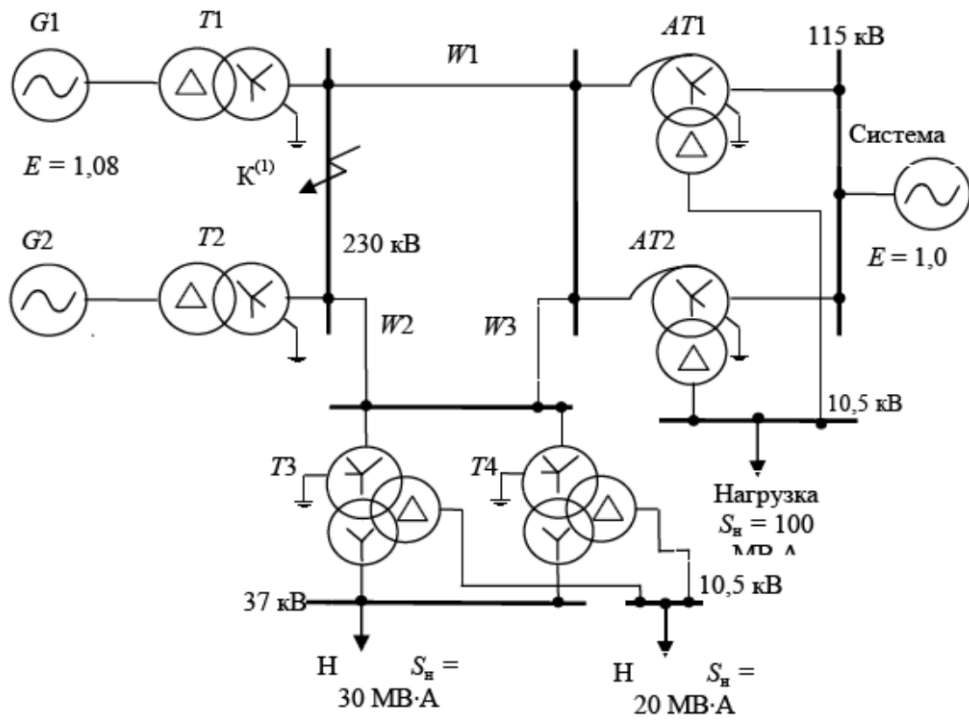 G1
T1
W1
AT1
115 кВ
Система
E = 1,08
К(1)
G2
T2
230 кВ
AT2
E = 1,0
W2
W3
10,5 кВ
T3
T4
Нагрузка
Sн = 100
МВ·А
37 кВ
10,5 кВ
Н Sн =
30 МВ·А
Н Sн =
20 МВ·А